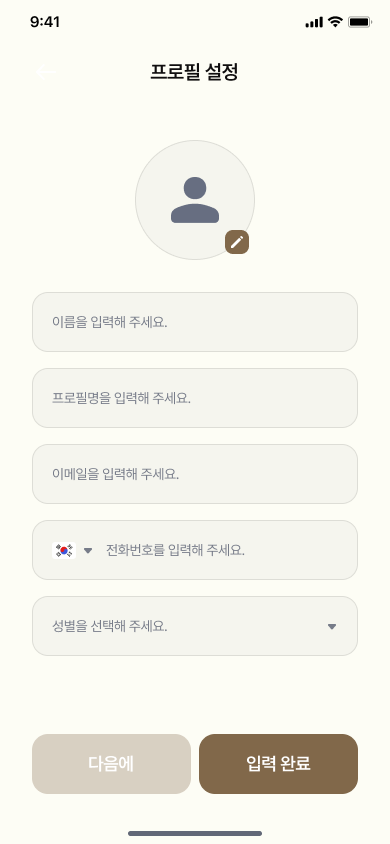 9:41
프로필 설정
이름을 입력해 주세요.
프로필명을 입력해 주세요.
이메일을 입력해 주세요.
전화번호를 입력해 주세요.
성별을 선택해 주세요.
다음에
입력 완료